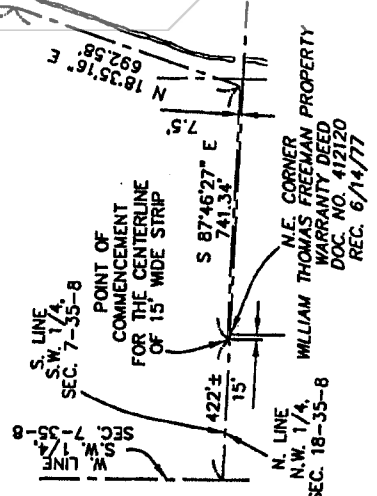 N 18°35'16" E
692.58'
7.5'
S 87°46'27" E
741.34'
POINT OF
COMMENCEMENT
FOR THE CENTERLINE
OF 15' WIDE STRIP
N.E. CORNER
WILLIAM THOMAS FREEMAN PROPERTY
WARRANTY DEED
DOC. NO. 412120
REC. 6/14/77
S. LINE
S.W. 1/4,
SEC. 7-35-8
422'±
15'
W. LINE
S.W. 1/4,
SEC. 7-35-8
N. LINE
N.W. 1/4,
SEC. 18-35-8